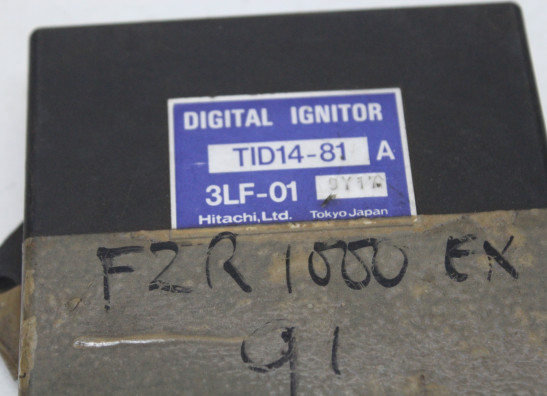 DIGITAL IGNITOR
TID14-81 A
3LF-01
Hitachi,Ltd. Tokyo Japan
FZR 1000 EX
91